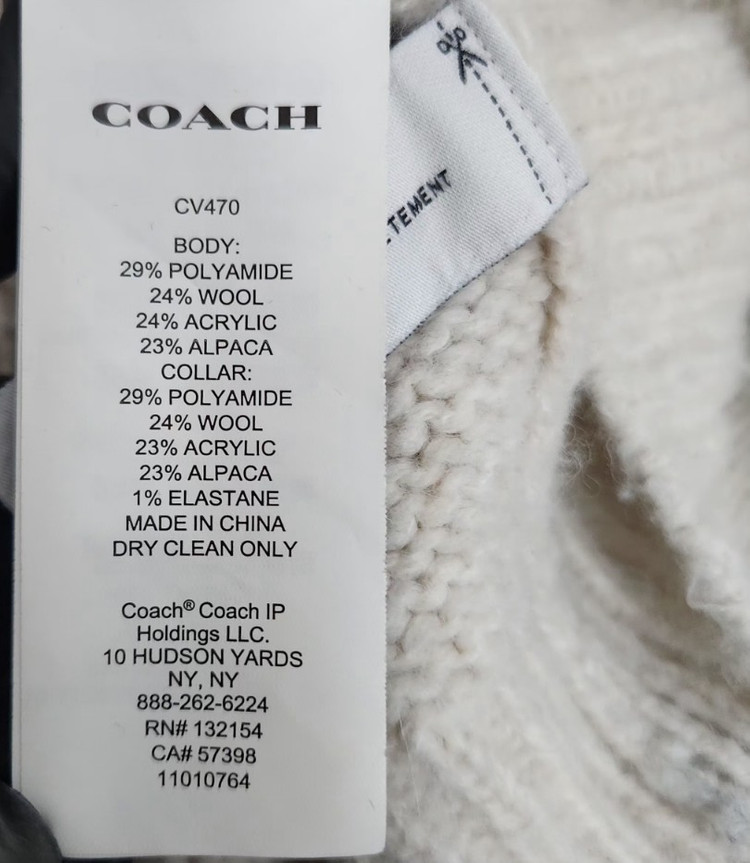 COACH
CV470
BODY:
29% POLYAMIDE
24% WOOL
24% ACRYLIC
23% ALPACA
COLLAR:
29% POLYAMIDE
24% WOOL
23% ACRYLIC
23% ALPACA
1% ELASTANE
MADE IN CHINA
DRY CLEAN ONLY
Coach® Coach IP
Holdings LLC.
10 HUDSON YARDS
NY, NY
888-262-6224
RN# 132154
CA# 57398
11010764